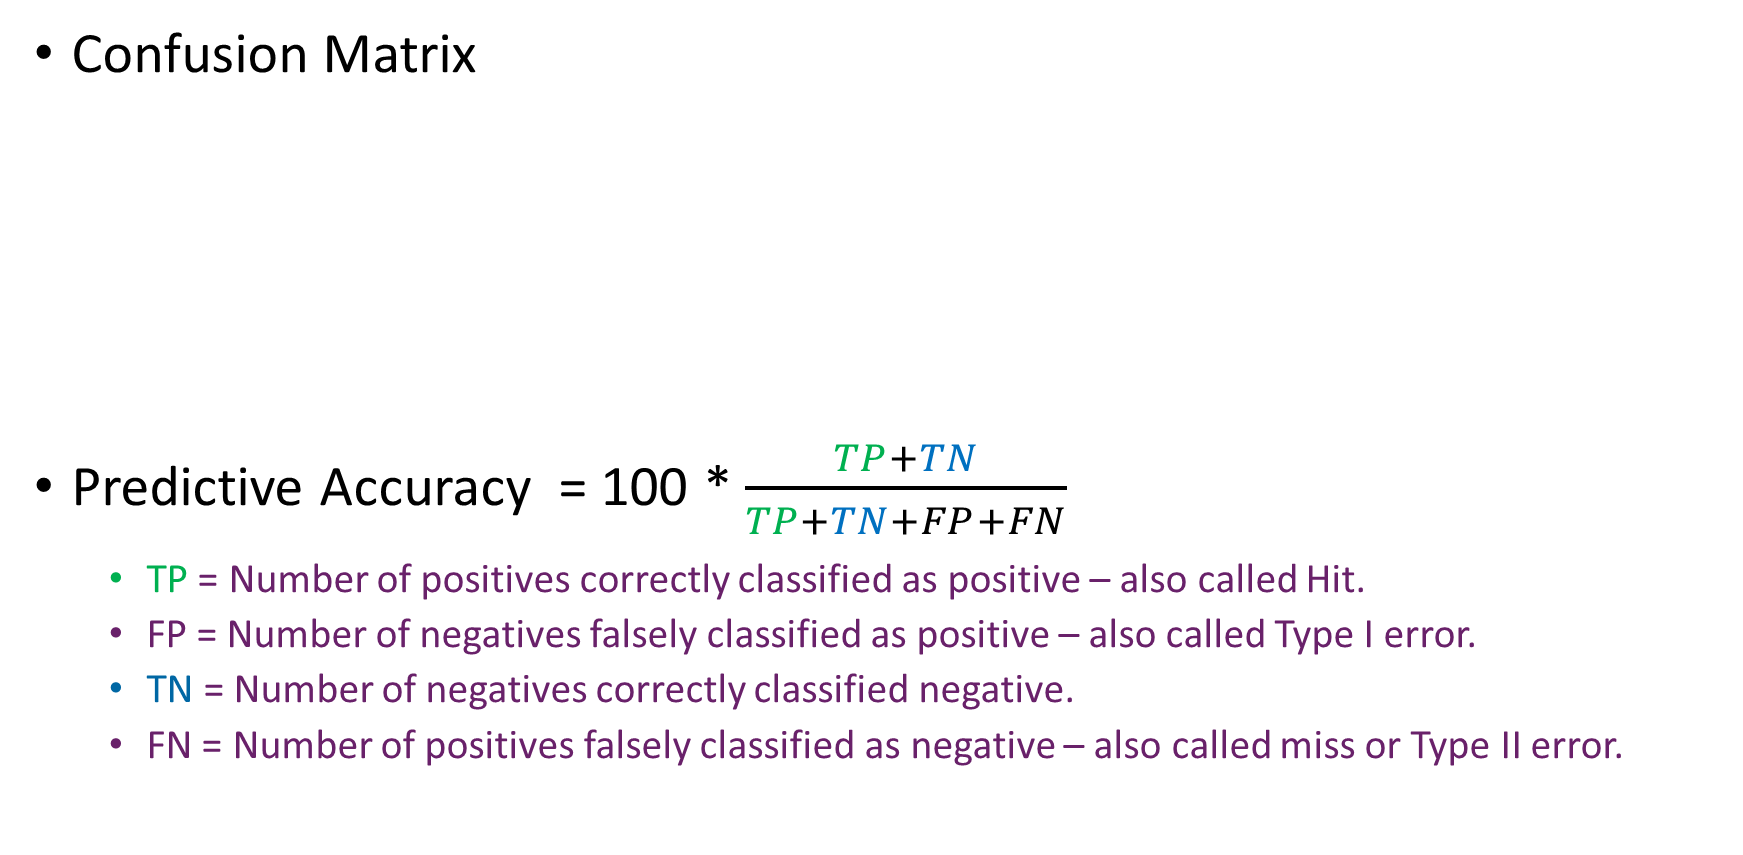 • Confusion Matrix
• Predictive Accuracy = 100 * \frac{TP+TN}{TP+TN+FP+FN}
• TP = Number of positives correctly classified as positive – also called Hit.
• FP = Number of negatives falsely classified as positive – also called Type I error.
• TN = Number of negatives correctly classified negative.
• FN = Number of positives falsely classified as negative – also called miss or Type II error.